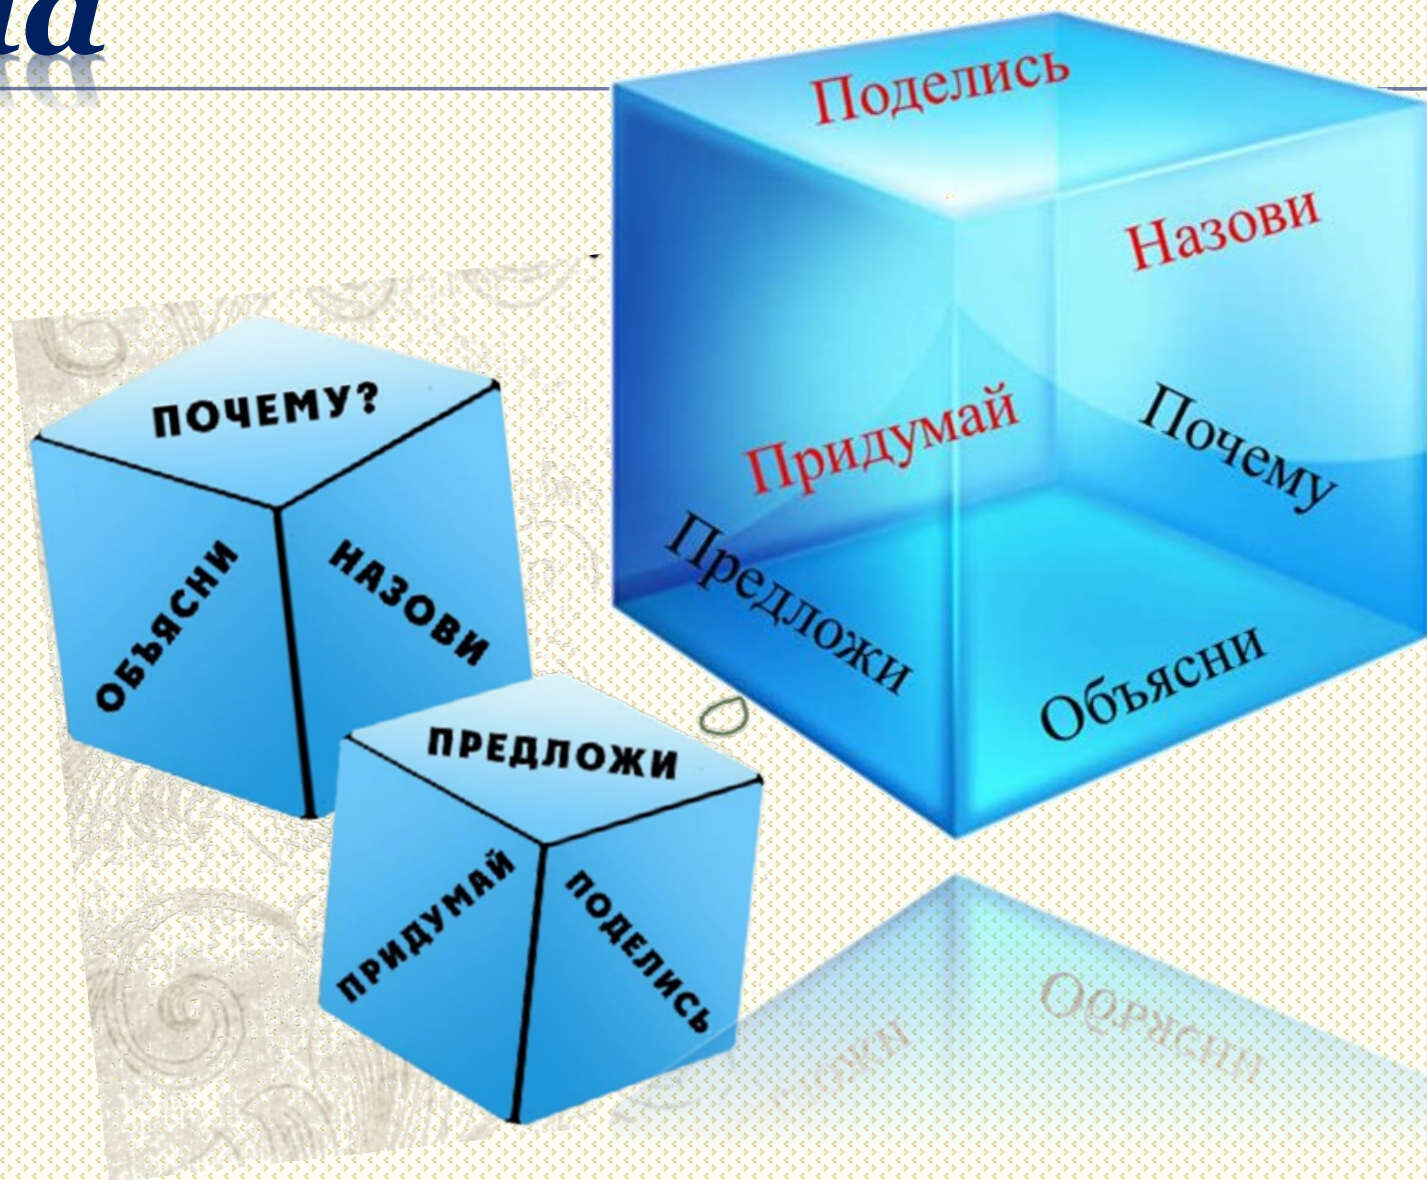 Поделись
Назови
Придумай
Почему
Предложи
Объясни
ПОЧЕМУ?
ОБЪЯСНИ
НАЗОВИ
ПРЕДЛОЖИ
ПРИДУМАЙ
ПОДЕЛИСЬ